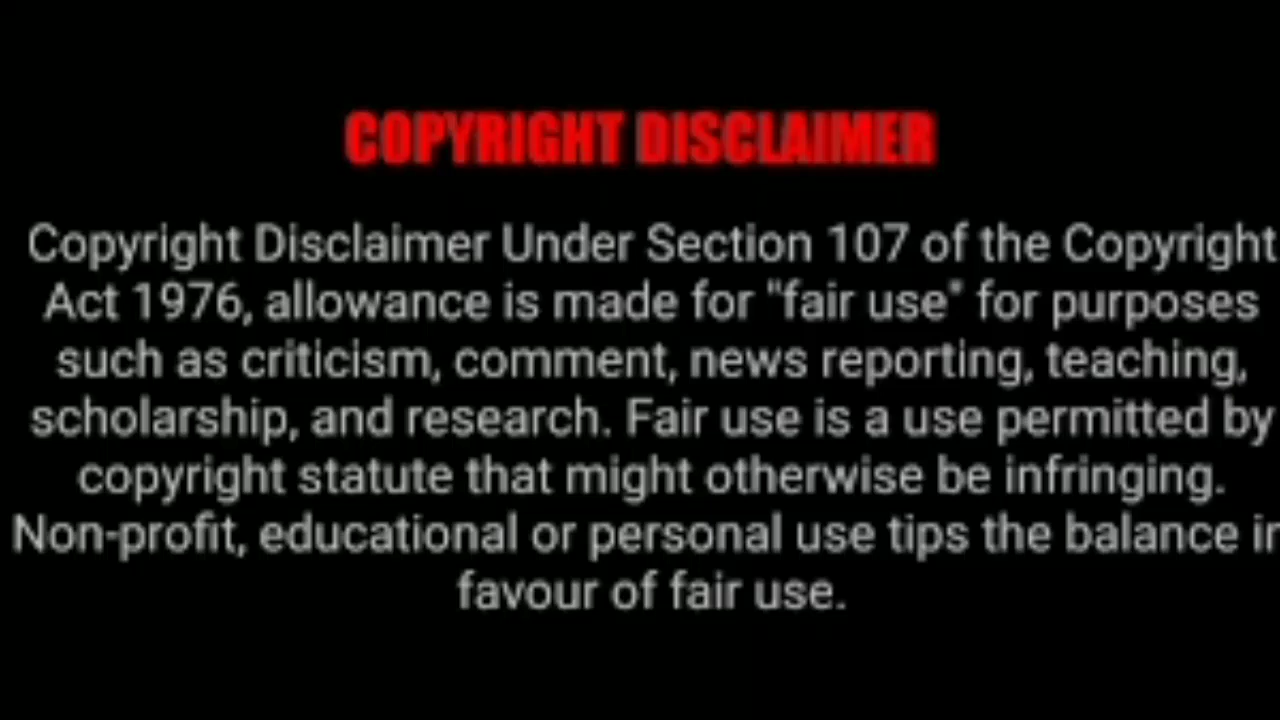 COPYRIGHT DISCLAIMER
Copyright Disclaimer Under Section 107 of the Copyright
Act 1976, allowance is made for "fair use" for purposes
such as criticism, comment, news reporting, teaching,
scholarship, and research. Fair use is a use permitted by
copyright statute that might otherwise be infringing.
Non-profit, educational or personal use tips the balance in
favour of fair use.